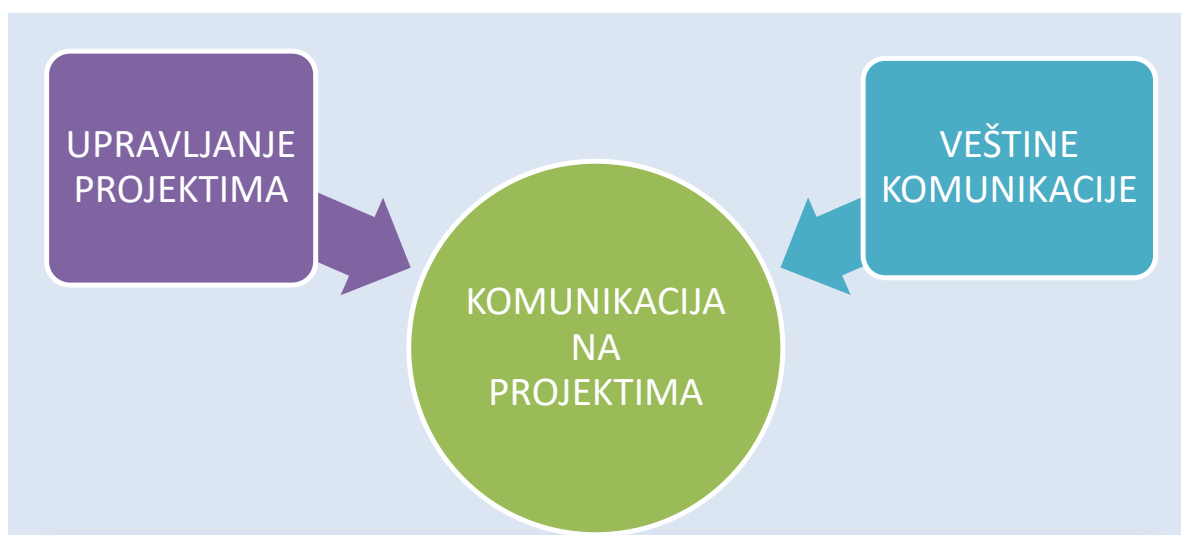 UPRAVLJANJE
PROJEKTIMA
VEŠTINE
KOMUNIKACIJE
KOMUNIKACIJA
NA
PROJEKTIMA